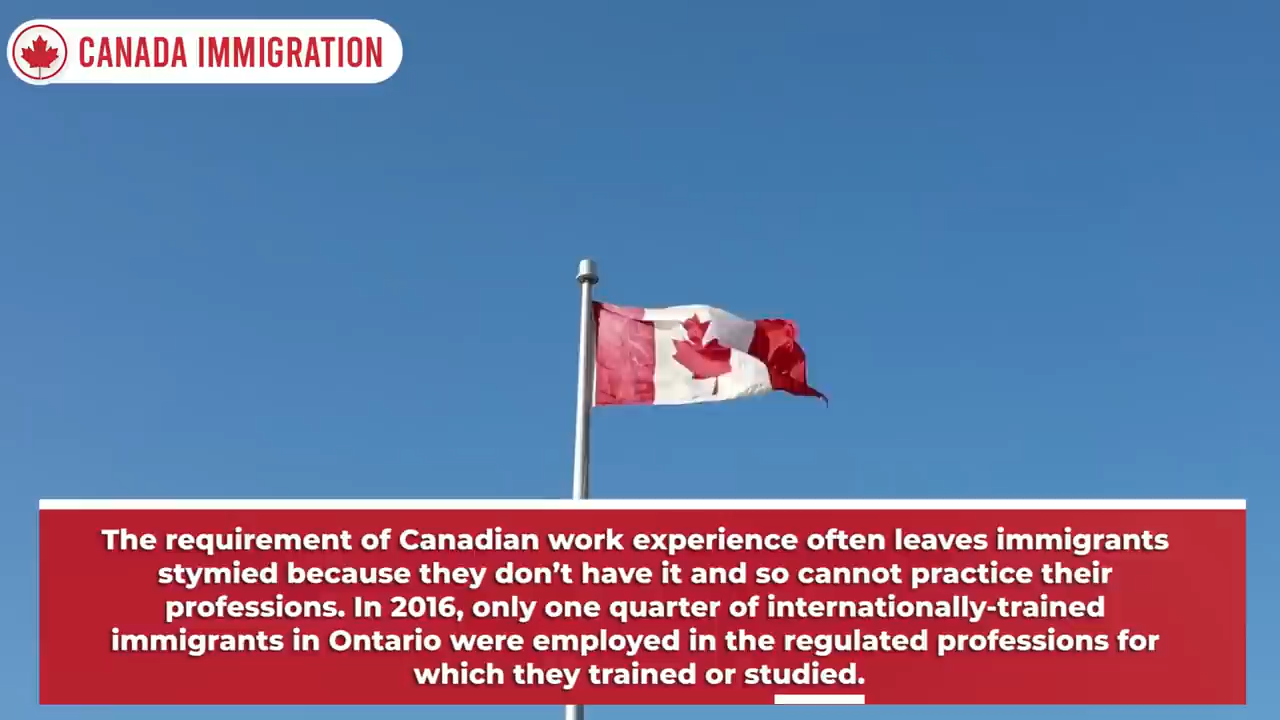 CANADA IMMIGRATION
The requirement of Canadian work experience often leaves immigrants
stymied because they don’t have it and so cannot practice their
professions. In 2016, only one quarter of internationally-trained
immigrants in Ontario were employed in the regulated professions for
which they trained or studied.